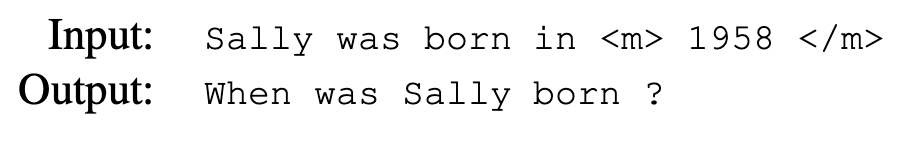 Input: Sally was born in <m> 1958 </m>
Output: When was Sally born ?